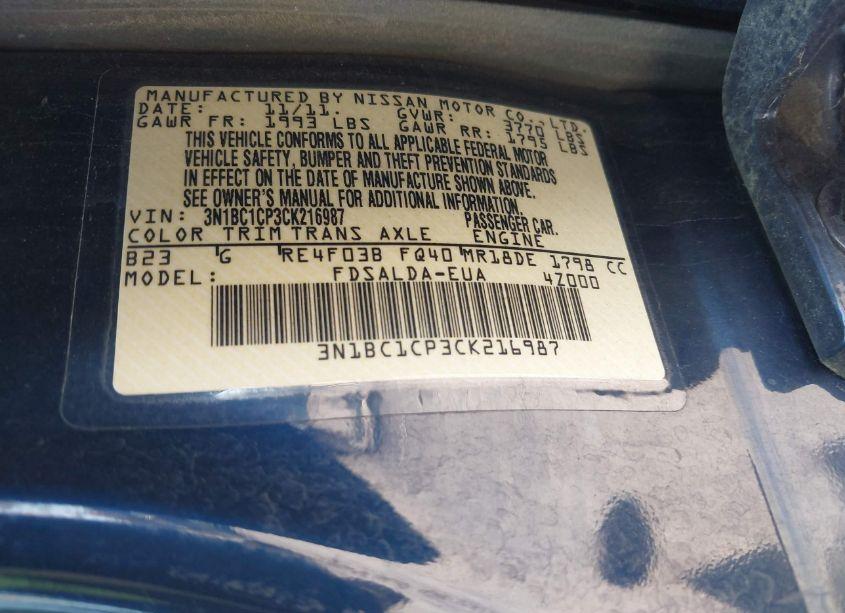 MANUFACTURED BY NISSAN MOTOR CO., LTD.
DATE: 11/11. GVWR: 3770 LBS
GAWR FR: 1993 LBS GAWR RR: 1795 LBS
THIS VEHICLE CONFORMS TO ALL APPLICABLE FEDERAL MOTOR
VEHICLE SAFETY, BUMPER AND THEFT PREVENTION STANDARDS
IN EFFECT ON THE DATE OF MANUFACTURE SHOWN ABOVE.
SEE OWNER'S MANUAL FOR ADDITIONAL INFORMATION.
VIN: 3N1BC1CP3CK216987 PASSENGER CAR.
COLOR TRIM TRANS AXLE ENGINE
B23 G RE4F03B FQ40 MR18DE 1798 CC
MODEL: FDSALDA-EUA 4Z000
3N1BC1CP3CK216987